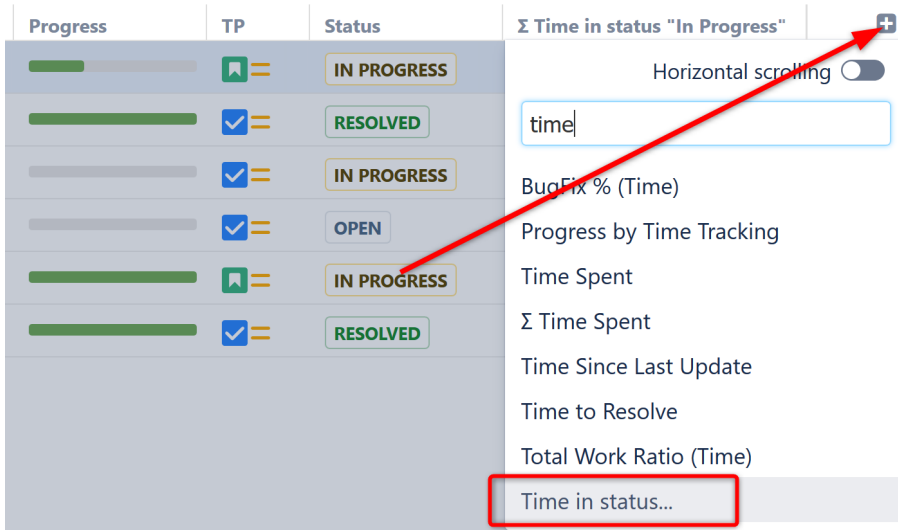 Progress TP Status Σ Time in status "In Progress"
Horizontal scrolling
time
IN PROGRESS
RESOLVED
IN PROGRESS
OPEN
IN PROGRESS
RESOLVED
BugFix % (Time)
Progress by Time Tracking
Time Spent
Σ Time Spent
Time Since Last Update
Time to Resolve
Total Work Ratio (Time)
Time in status...